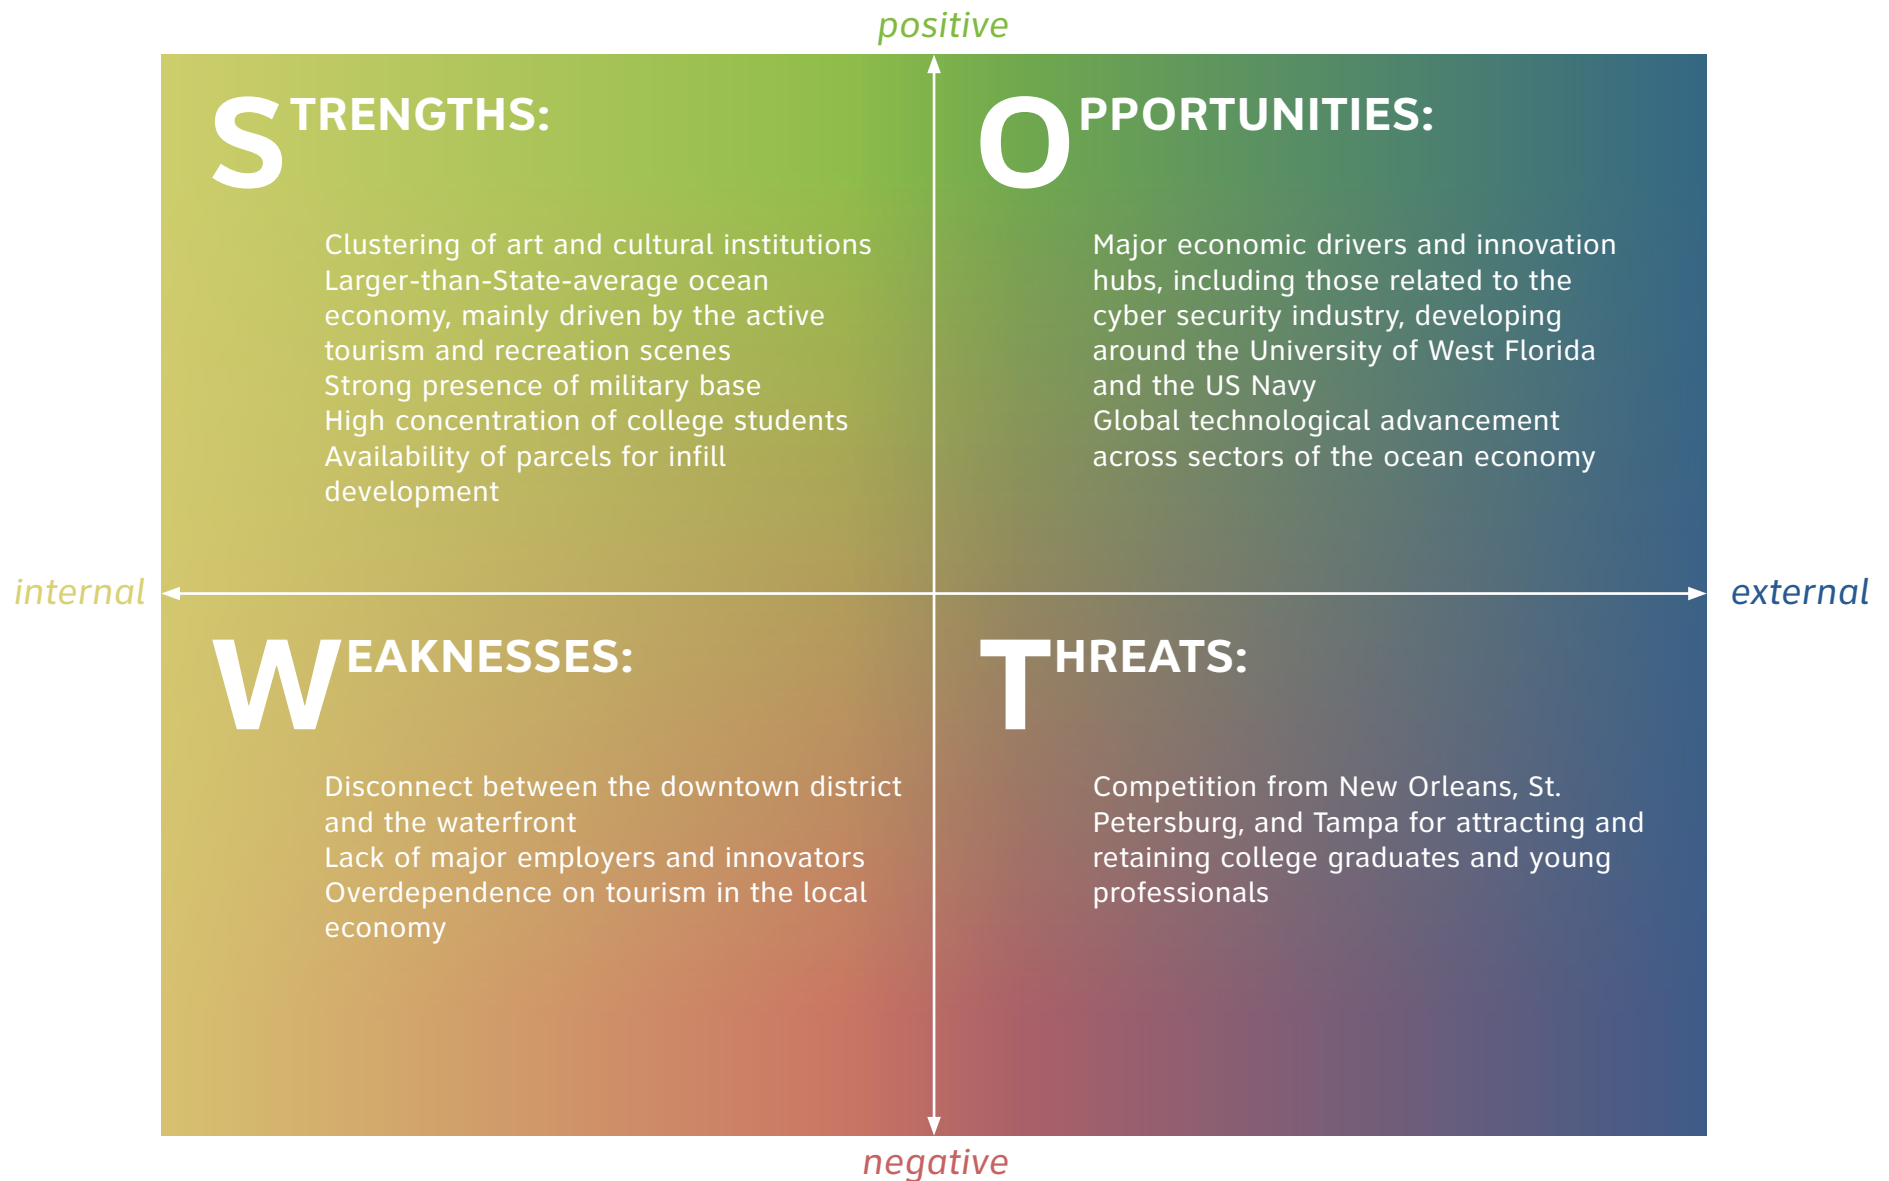 positive
STRENGTHS:
Clustering of art and cultural institutions
Larger-than-State-average ocean
economy, mainly driven by the active
tourism and recreation scenes
Strong presence of military base
High concentration of college students
Availability of parcels for infill
development
OPPORTUNITIES:
Major economic drivers and innovation
hubs, including those related to the
cyber security industry, developing
around the University of West Florida
and the US Navy
Global technological advancement
across sectors of the ocean economy
internal
external
WEAKNESSES:
Disconnect between the downtown district
and the waterfront
Lack of major employers and innovators
Overdependence on tourism in the local
economy
THREATS:
Competition from New Orleans, St.
Petersburg, and Tampa for attracting and
retaining college graduates and young
professionals
negative